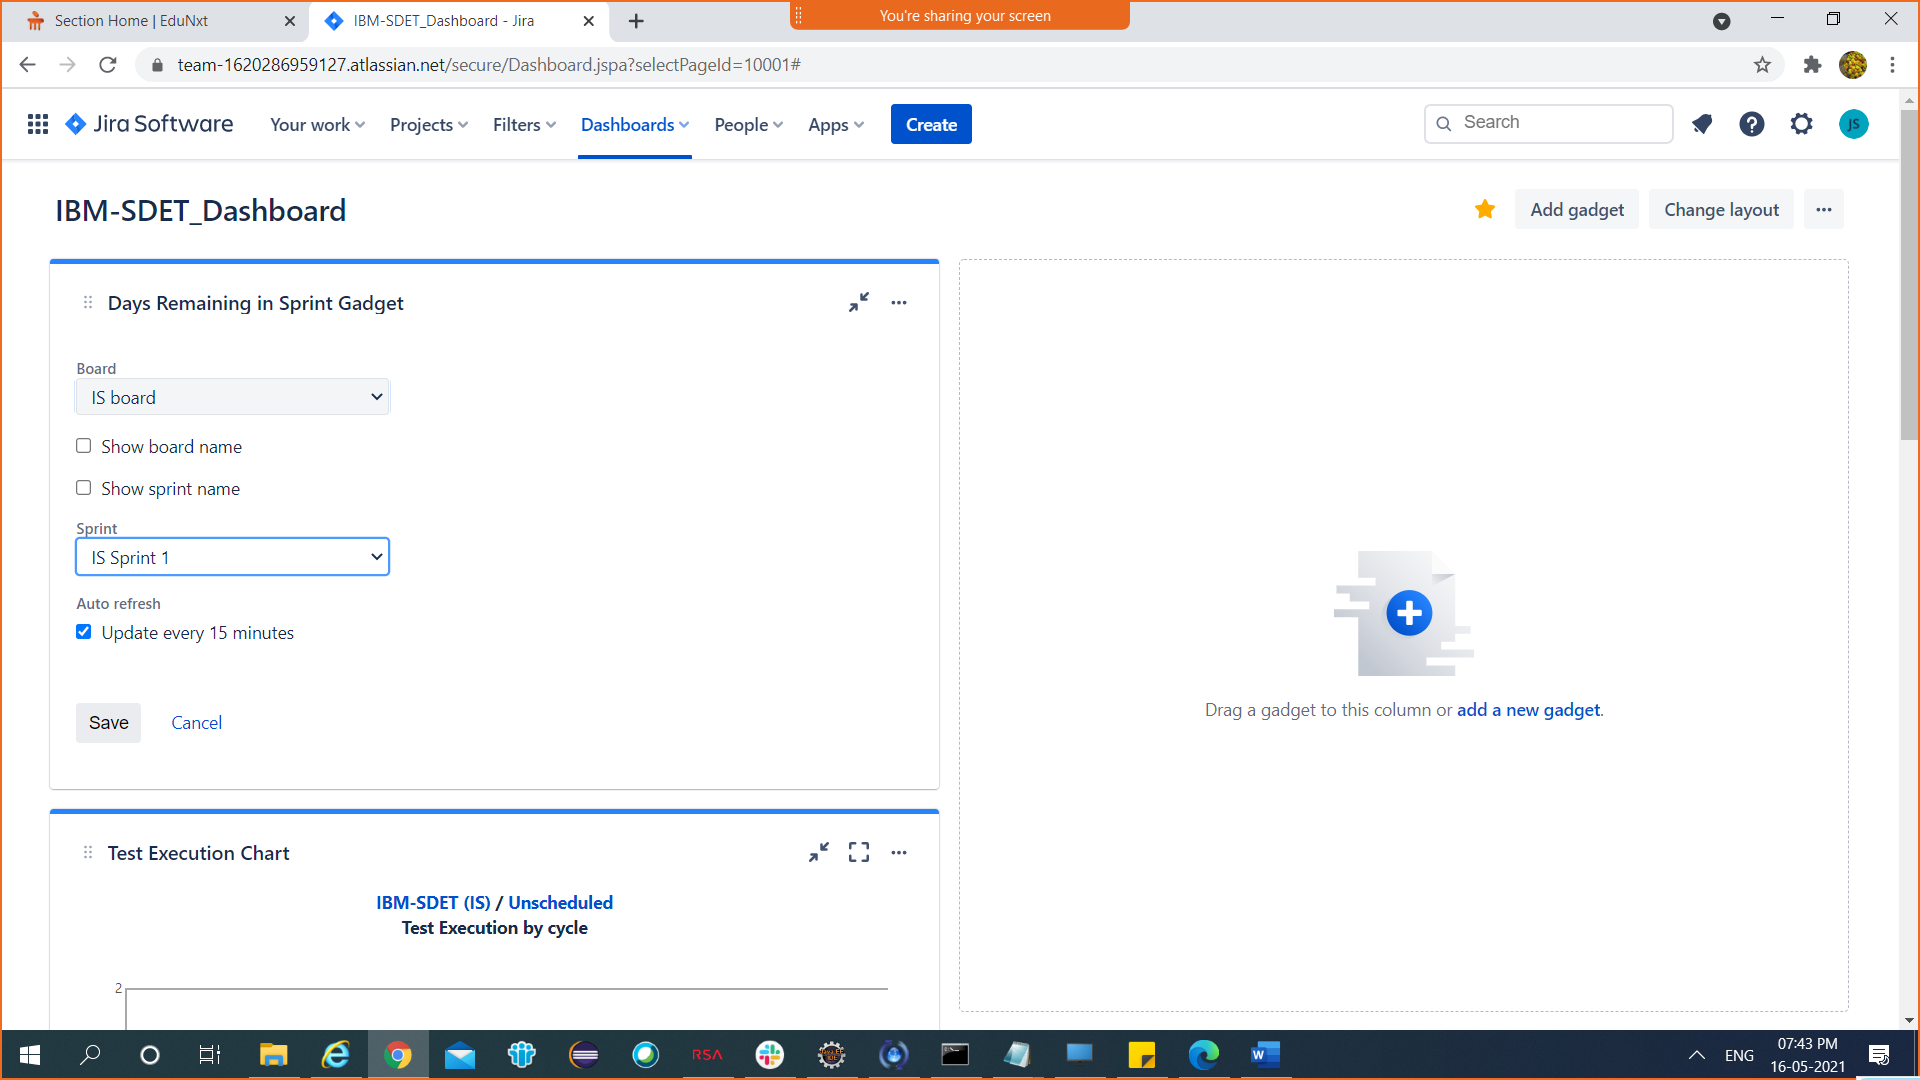 Section Home | EduNxt
IBM-SDET_Dashboard - Jira
You're sharing your screen
team-1620286959127.atlassian.net/secure/Dashboard.jspa?selectPageId=10001#
Jira Software
Your work
Projects
Filters
Dashboards
People
Apps
Create
Search
JS
IBM-SDET_Dashboard
Add gadget
Change layout
Days Remaining in Sprint Gadget
Board
IS board
Show board name
Show sprint name
Sprint
IS Sprint 1
Auto refresh
Update every 15 minutes
Save
Cancel
Drag a gadget to this column or add a new gadget.
Test Execution Chart
IBM-SDET (IS) / Unscheduled
Test Execution by cycle
2
RSA
ENG
07:43 PM
16-05-2021